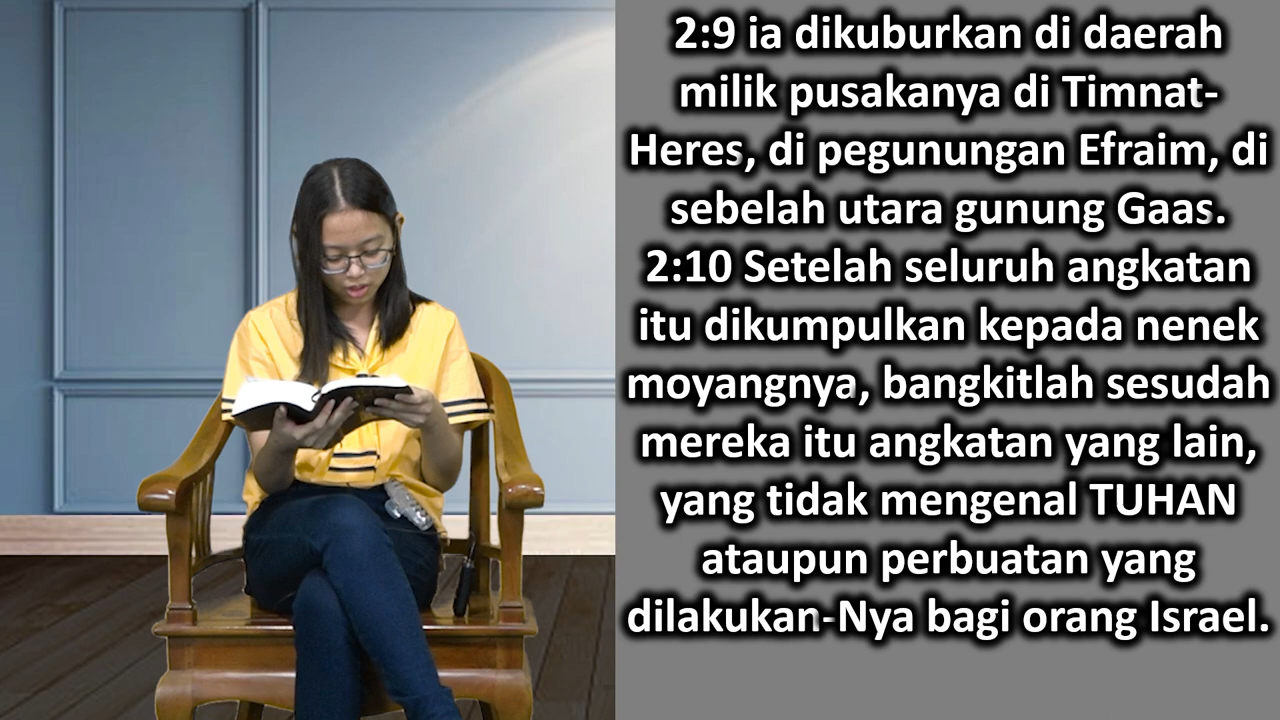 2:9 ia dikuburkan di daerah
milik pusakanya di Timnat-
Heres, di pegunungan Efraim, di
sebelah utara gunung Gaas.
2:10 Setelah seluruh angkatan
itu dikumpulkan kepada nenek
moyangnya, bangkitlah sesudah
mereka itu angkatan yang lain,
yang tidak mengenal TUHAN
ataupun perbuatan yang
dilakukan-Nya bagi orang Israel.